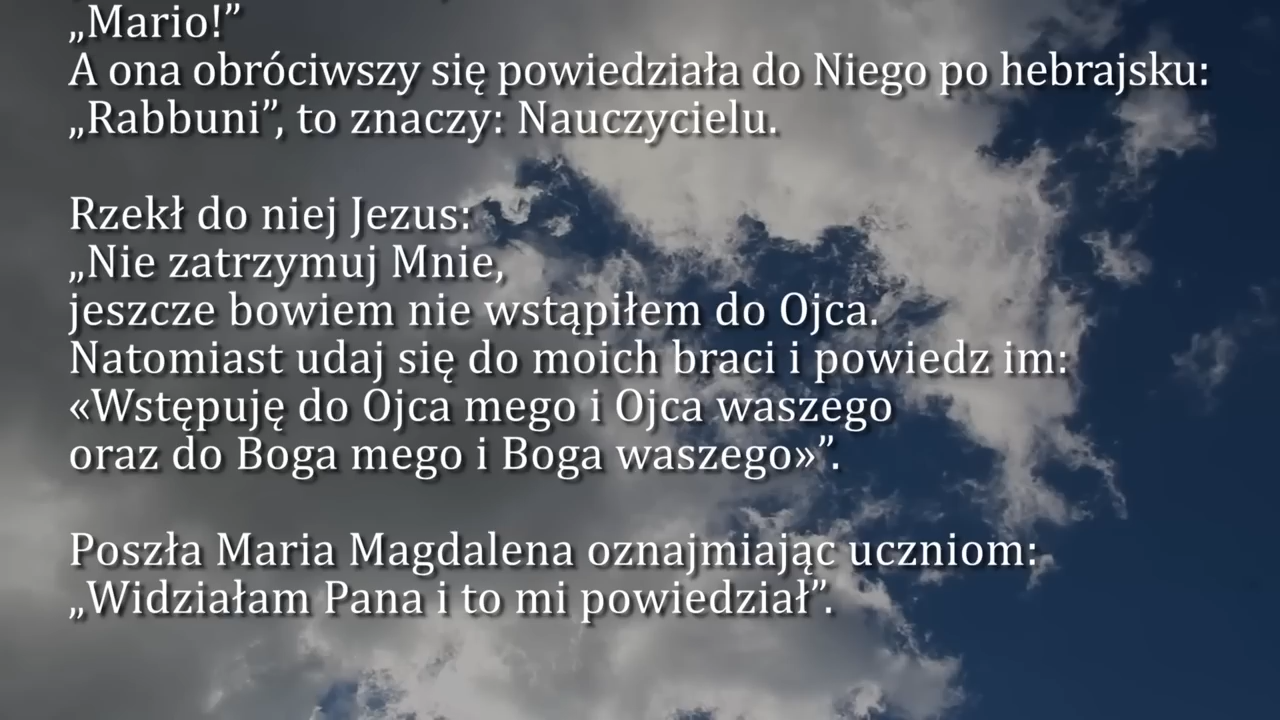 „Mario!”
A ona obróciwszy się powiedziała do Niego po hebrajsku:
„Rabbuni”, to znaczy: Nauczycielu.
Rzekł do niej Jezus:
„Nie zatrzymuj Mnie,
jeszcze bowiem nie wstąpiłem do Ojca.
Natomiast udaj się do moich braci i powiedz im:
«Wstępuję do Ojca mego i Ojca waszego
oraz do Boga mego i Boga waszego»”.
Poszła Maria Magdalena oznajmiając uczniom:
„Widziałam Pana i to mi powiedział”.